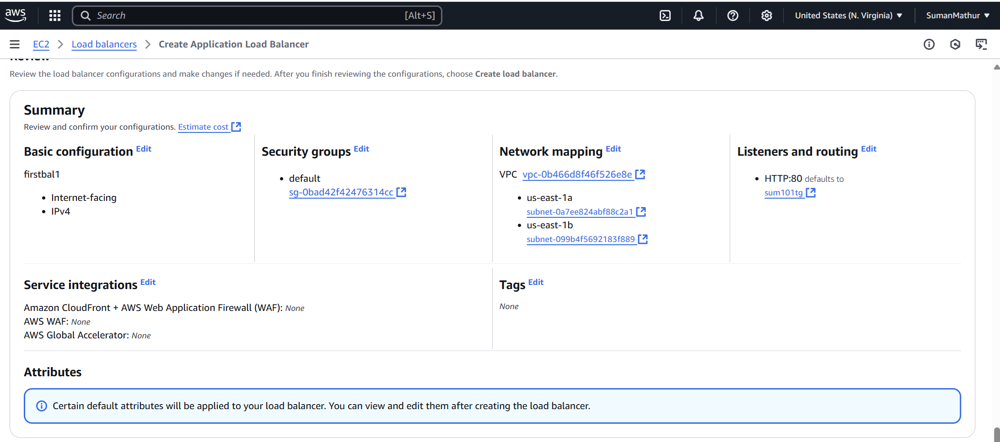 aws
Search [Alt+S]
United States (N. Virginia)
SumanMathur
EC2 > Load balancers > Create Application Load Balancer
Review
Review the load balancer configurations and make changes if needed. After you finish reviewing the configurations, choose Create load balancer.
Summary
Review and confirm your configurations. Estimate cost
Basic configuration Edit
firstbal1
• Internet-facing
• IPv4
Security groups Edit
• default
sg-0bad42f42476314cc
Network mapping Edit
VPC vpc-0b466d8f46f526e8e
• us-east-1a
subnet-0a7ee824abf88c2a1
• us-east-1b
subnet-099b4f5692183f889
Listeners and routing Edit
• HTTP:80 defaults to
sum101tg
Service integrations Edit
Amazon CloudFront + AWS Web Application Firewall (WAF): None
AWS WAF: None
AWS Global Accelerator: None
Tags Edit
None
Attributes
Certain default attributes will be applied to your load balancer. You can view and edit them after creating the load balancer.